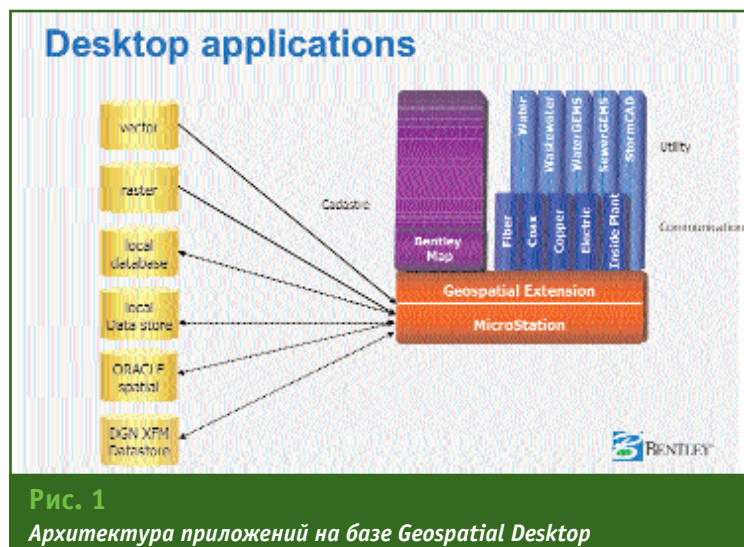 Desktop applications
vector
raster
local
database
local
Data store
ORACLE
spatial
DGN XFM
Datastore
Cadastre
Bentley
Map
Water
Wastewater
WaterGEMS
SewerGEMS
StormCAD
Fiber
Coax
Copper
Electric
Inside Plant
Utility
Communication
Geospatial Extension
MicroStation
BENTLEY
Рис. 1
Архитектура приложений на базе Geospatial Desktop